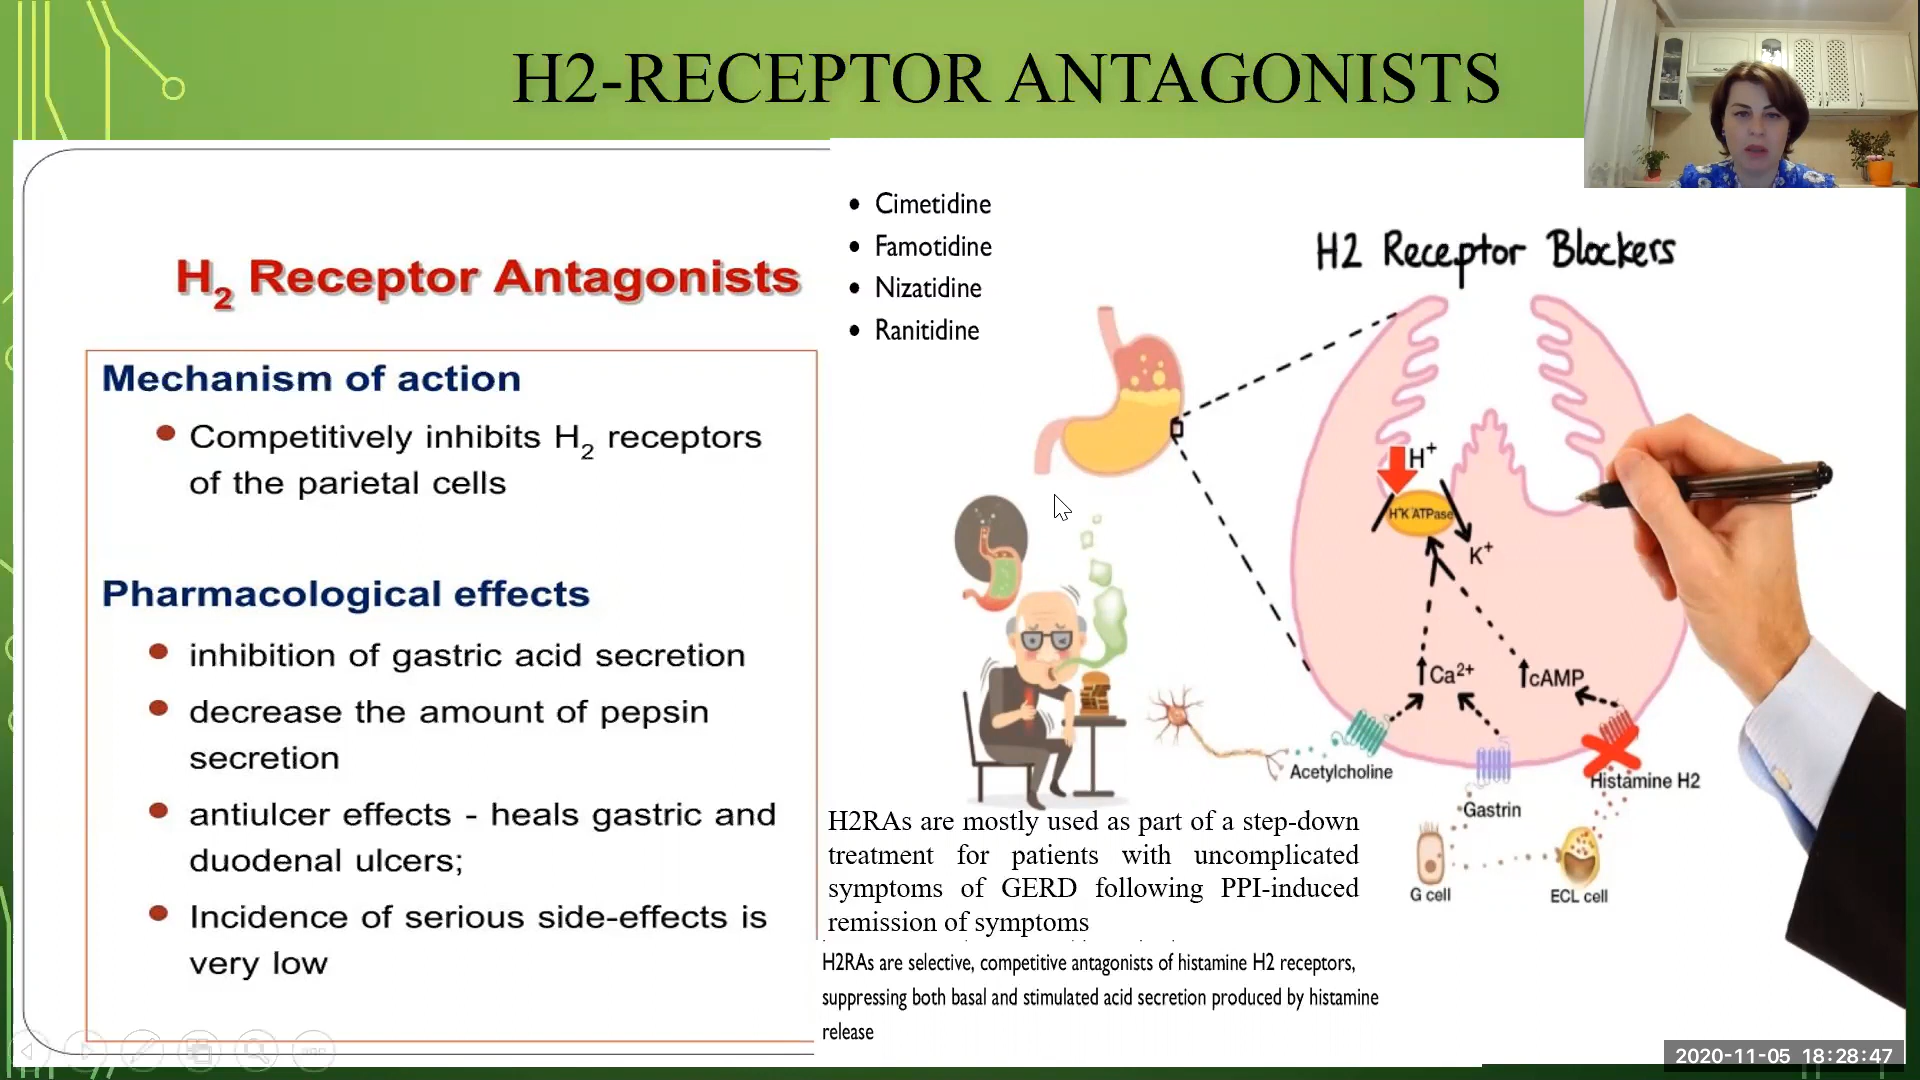 H2-RECEPTOR ANTAGONISTS
H2 Receptor Antagonists
Mechanism of action
Competitively inhibits H2 receptors
of the parietal cells
Pharmacological effects
inhibition of gastric acid secretion
decrease the amount of pepsin
secretion
antiulcer effects - heals gastric and
duodenal ulcers;
Incidence of serious side-effects is
very low
• Cimetidine
• Famotidine
• Nizatidine
• Ranitidine
H2 Receptor Blockers
H+
H+K+ATPase
K+
↑Ca2+
↑cAMP
Acetylcholine
Gastrin
Histamine H2
G cell
ECL cell
H2RAs are mostly used as part of a step-down
treatment for patients with uncomplicated
symptoms of GERD following PPI-induced
remission of symptoms
H2RAs are selective, competitive antagonists of histamine H2 receptors,
suppressing both basal and stimulated acid secretion produced by histamine
release
2020-11-05 18:28:47